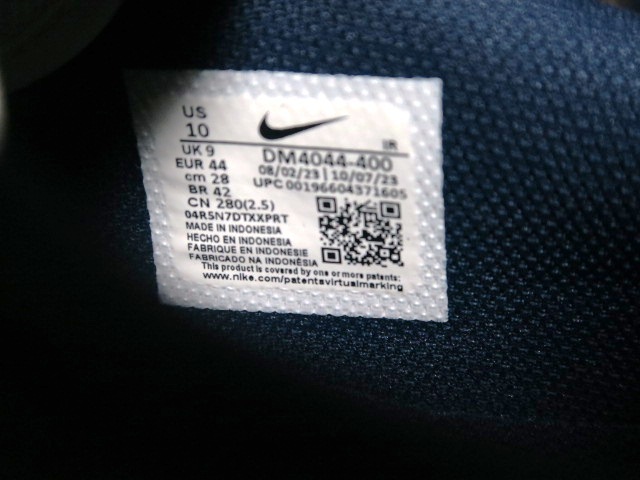 US
10
IR
UK 9
EUR 44
cm 28
BR 42
CN 280(2.5)
DM4044-400
08/02/23 | 10/07/23
UPC 00196604371605
04RSN7DTXXPRT
MADE IN INDONESIA
HECHO EN INDONESIA
FABRIQUE EN INDONESIE
FABRICADO NA INDONÉSIA
This product is covered by one or more patents:
www.nike.com/patentsvirtualmarking